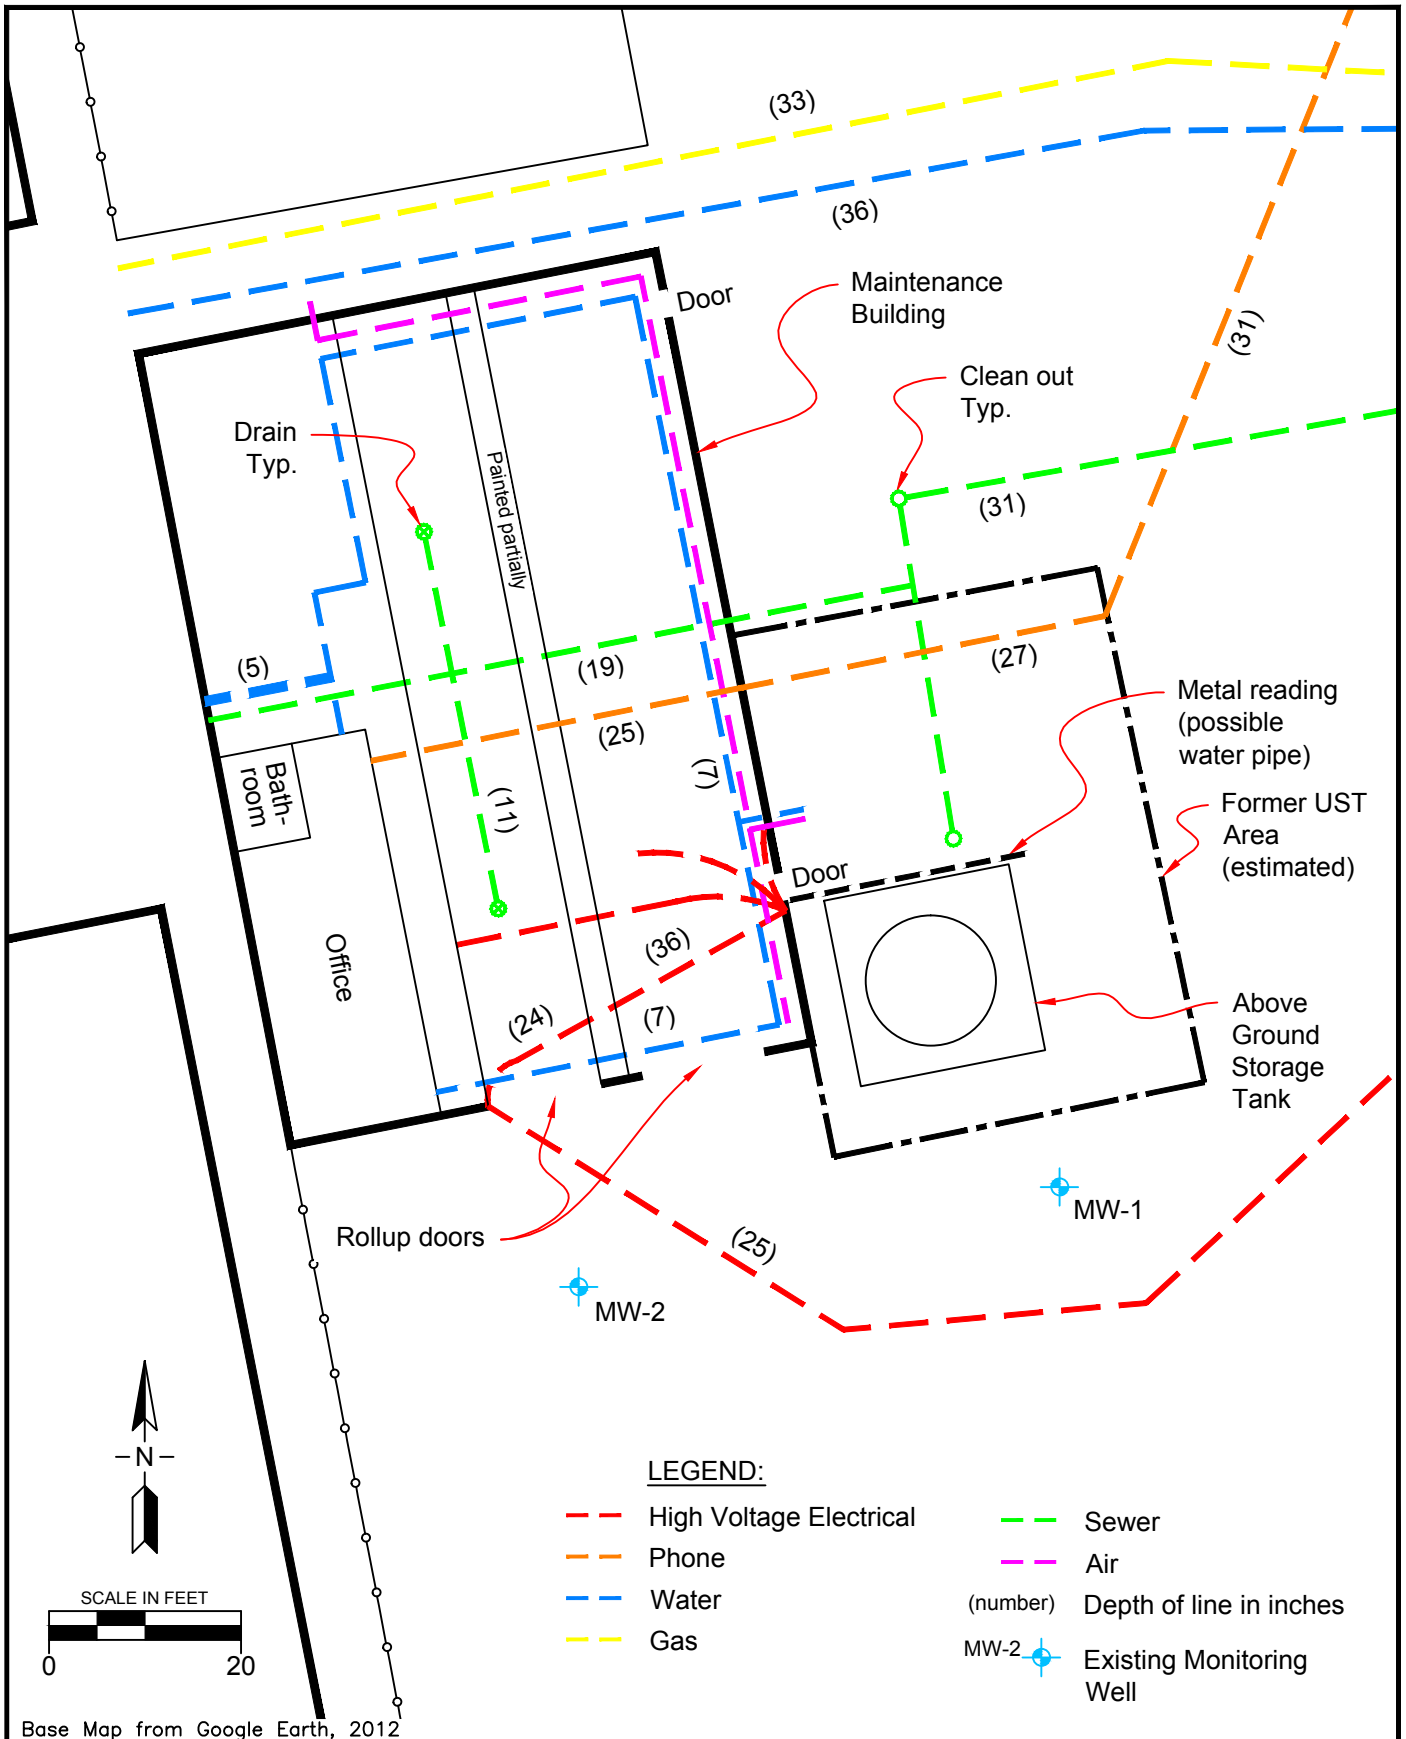 (33)
(36)
Door
Maintenance
Building
(31)
Clean out
Typ.
Drain
Typ.
Painted partially
(31)
(5)
(19)
(27)
(25)
Metal reading
(possible
water pipe)
(7)
Bath-
room
(11)
Former UST
Area
(estimated)
Door
Office
(36)
(24)
(7)
Above
Ground
Storage
Tank
MW-1
Rollup doors
(25)
MW-2
N
SCALE IN FEET
0 20
LEGEND:
High Voltage Electrical
Phone
Water
Gas
Sewer
Air
(number) Depth of line in inches
MW-2 Existing Monitoring
Well
Base Map from Google Earth, 2012